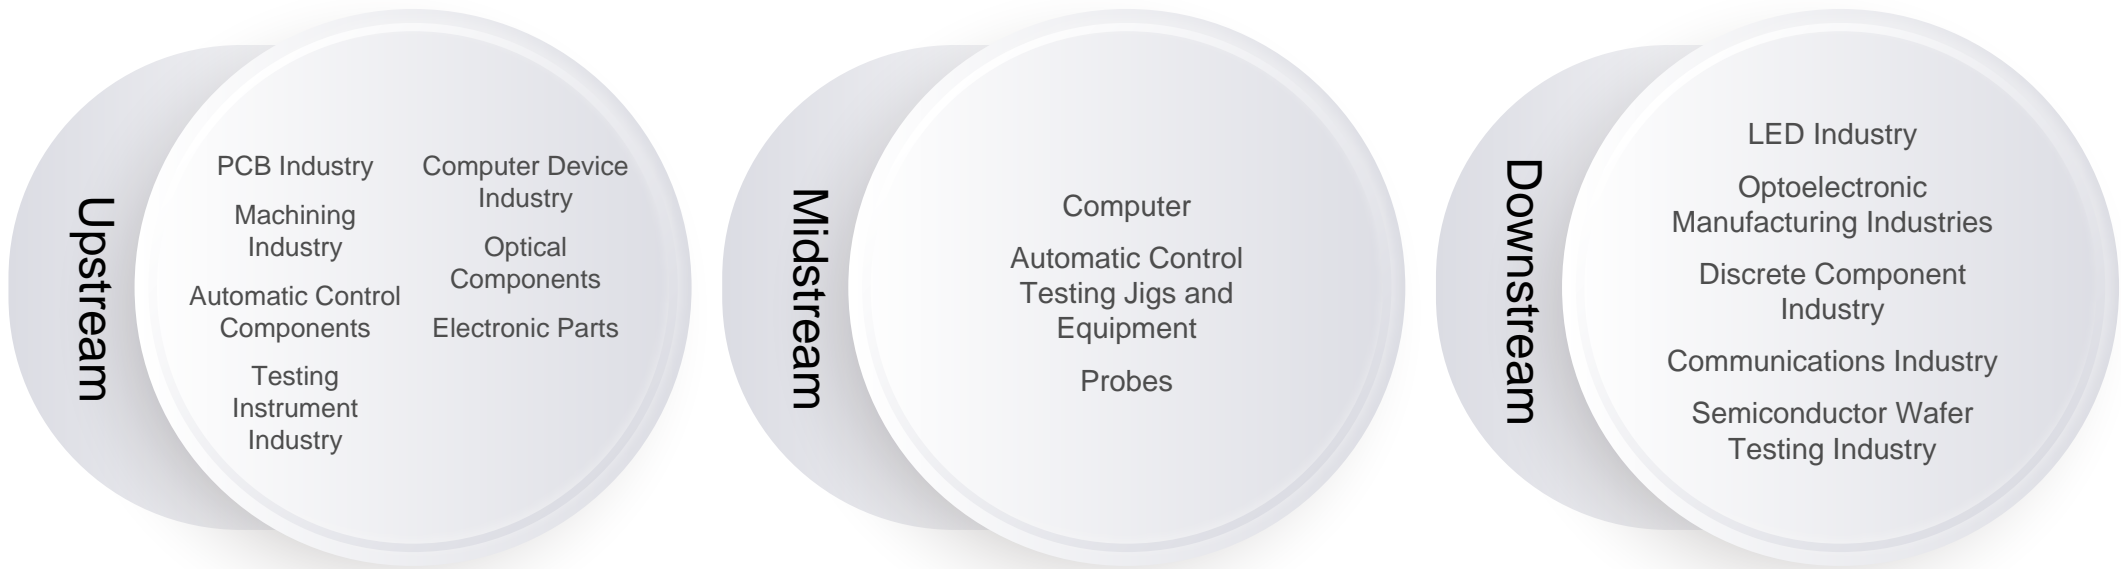 Upstream
PCB Industry
Machining
Industry
Automatic Control
Components
Testing
Instrument
Industry
Computer Device
Industry
Optical
Components
Electronic Parts
Midstream
Computer
Automatic Control
Testing Jigs and
Equipment
Probes
Downstream
LED Industry
Optoelectronic
Manufacturing Industries
Discrete Component
Industry
Communications Industry
Semiconductor Wafer
Testing Industry